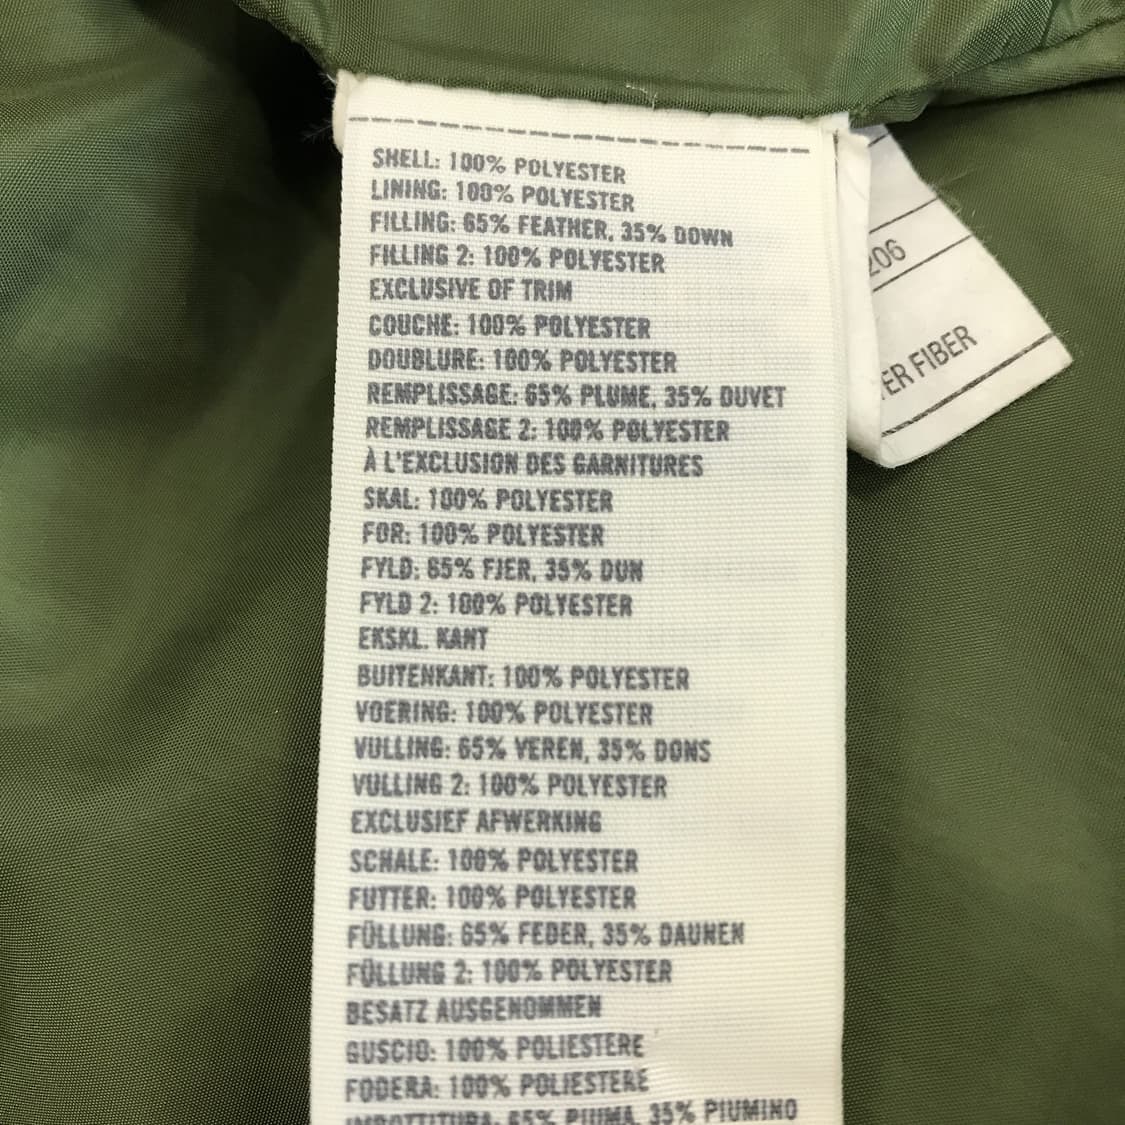 SHELL: 100% POLYESTER
LINING: 100% POLYESTER
FILLING: 65% FEATHER, 35% DOWN
FILLING 2: 100% POLYESTER
EXCLUSIVE OF TRIM
COUCHE: 100% POLYESTER
DOUBLURE: 100% POLYESTER
REMPLISSAGE: 65% PLUME, 35% DUVET
REMPLISSAGE 2: 100% POLYESTER
À L'EXCLUSION DES GARNITURES
SKAL: 100% POLYESTER
FOR: 100% POLYESTER
FYLD: 65% FJER, 35% DUN
FYLD 2: 100% POLYESTER
EKSKL. KANT
BUITENKANT: 100% POLYESTER
VOERING: 100% POLYESTER
VULLING: 65% VEREN, 35% DONS
VULLING 2: 100% POLYESTER
EXCLUSIEF AFWERKING
SCHALE: 100% POLYESTER
FUTTER: 100% POLYESTER
FÜLLUNG: 65% FEDER, 35% DAUNEN
FÜLLUNG 2: 100% POLYESTER
BESATZ AUSGENOMMEN
GUSCIO: 100% POLIESTERE
FODERA: 100% POLIESTERE
IMBOTTITURA: 65% PIUMA, 35% PIUMINO
206
ER FIBER